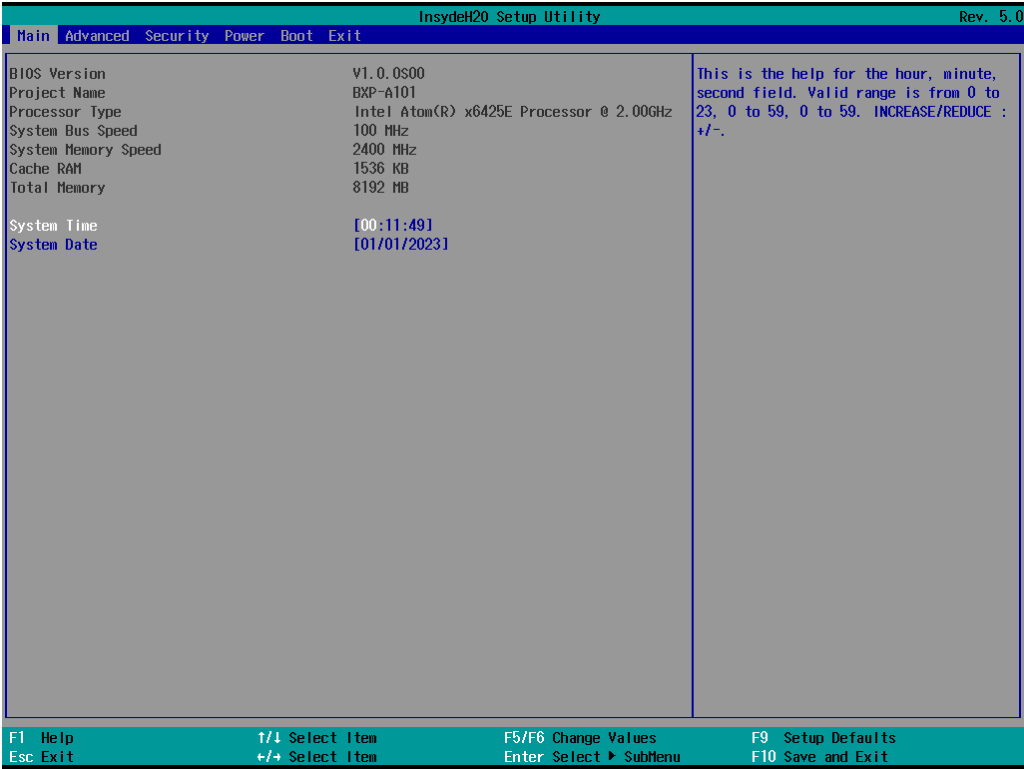 InsydeH20 Setup Utility Rev. 5.0
Main Advanced Security Power Boot Exit
BIOS Version V1.0.0S00
Project Name BXP-A101
Processor Type Intel Atom(R) x6425E Processor @ 2.00GHz
System Bus Speed 100 MHz
System Memory Speed 2400 MHz
Cache RAM 1536 KB
Total Memory 8192 MB
System Time [00:11:49]
System Date [01/01/2023]
This is the help for the hour, minute,
second field. Valid range is from 0 to
23, 0 to 59, 0 to 59. INCREASE/REDUCE :
+/-.
F1 Help ↑/↓ Select Item F5/F6 Change Values F9 Setup Defaults
Esc Exit ←/→ Select Item Enter Select ▶ SubMenu F10 Save and Exit